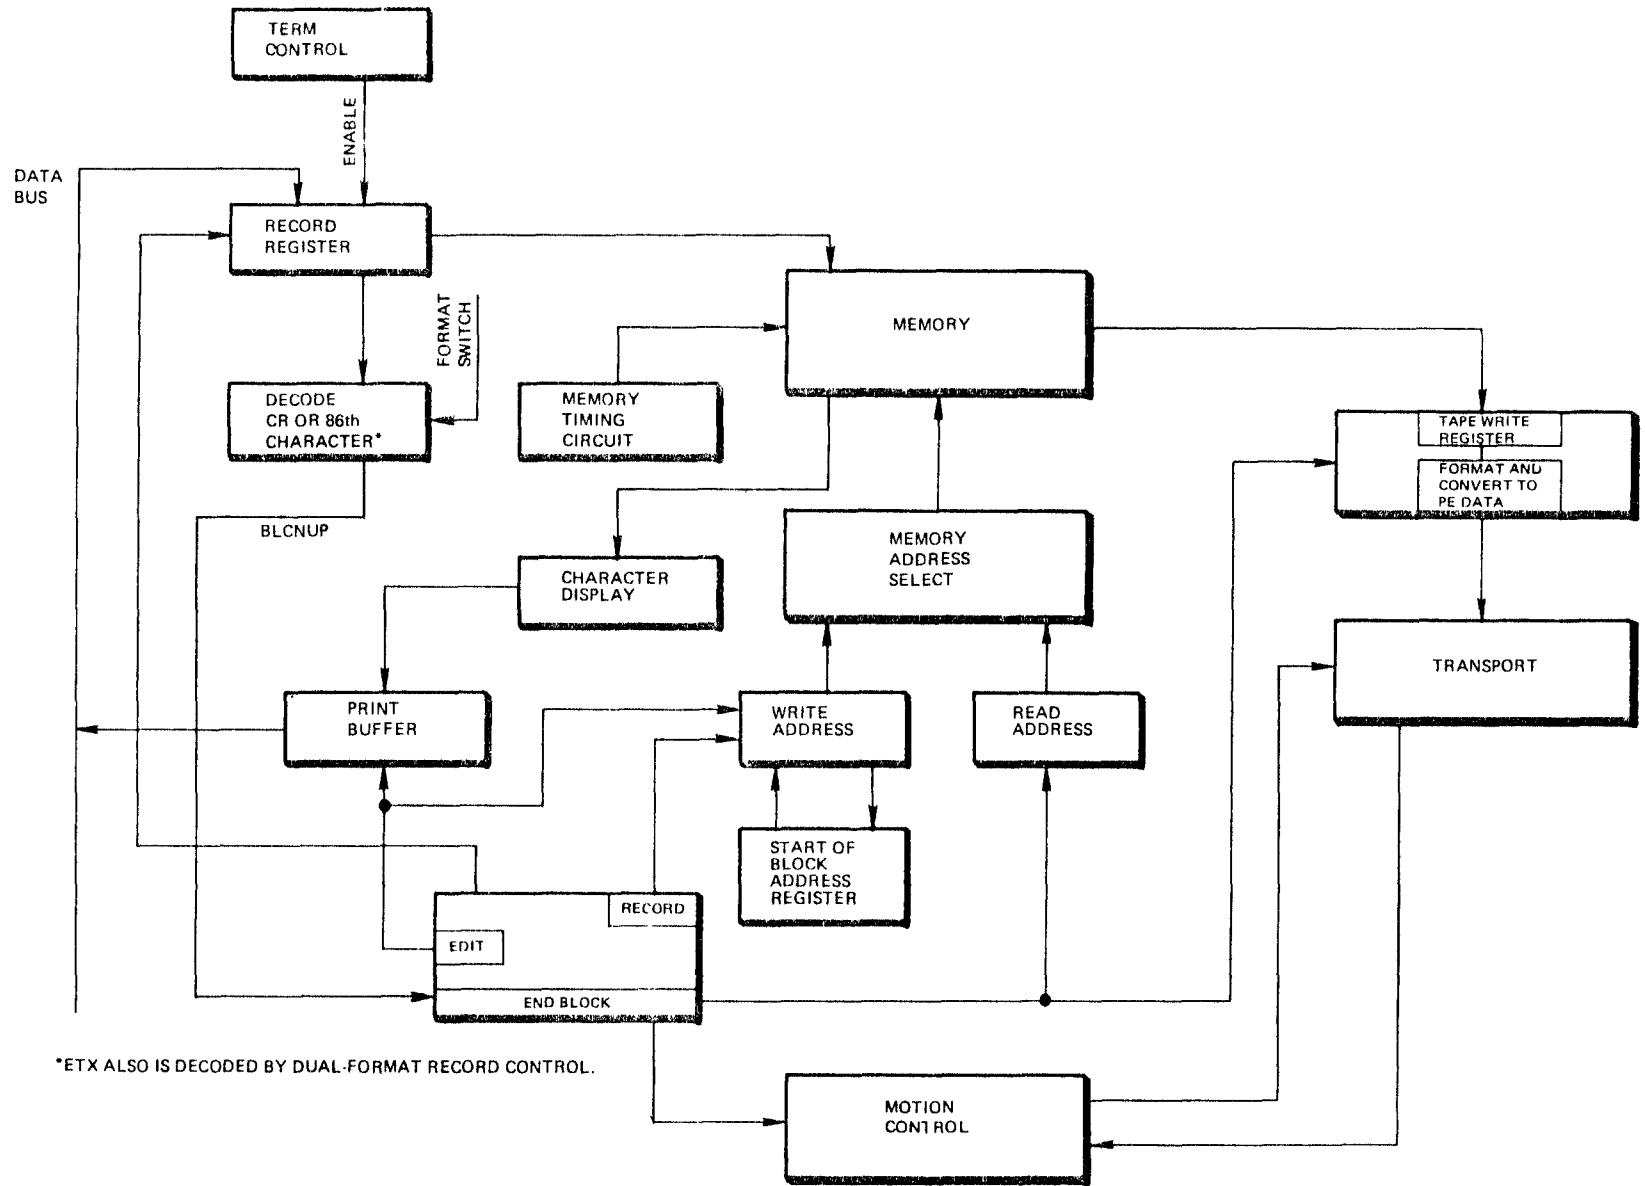 TERM
CONTROL
ENABLE
DATA
BUS
RECORD
REGISTER
FORMAT
SWITCH
MEMORY
DECODE
CR OR 86th
CHARACTER*
MEMORY
TIMING
CIRCUIT
TAPE WRITE
REGISTER
FORMAT AND
CONVERT TO
PE DATA
BLCNUP
MEMORY
ADDRESS
SELECT
CHARACTER
DISPLAY
TRANSPORT
PRINT
BUFFER
WRITE
ADDRESS
READ
ADDRESS
START OF
BLOCK
ADDRESS
REGISTER
RECORD
EDIT
END BLOCK
*ETX ALSO IS DECODED BY DUAL-FORMAT RECORD CONTROL.
MOTION
CONTROL